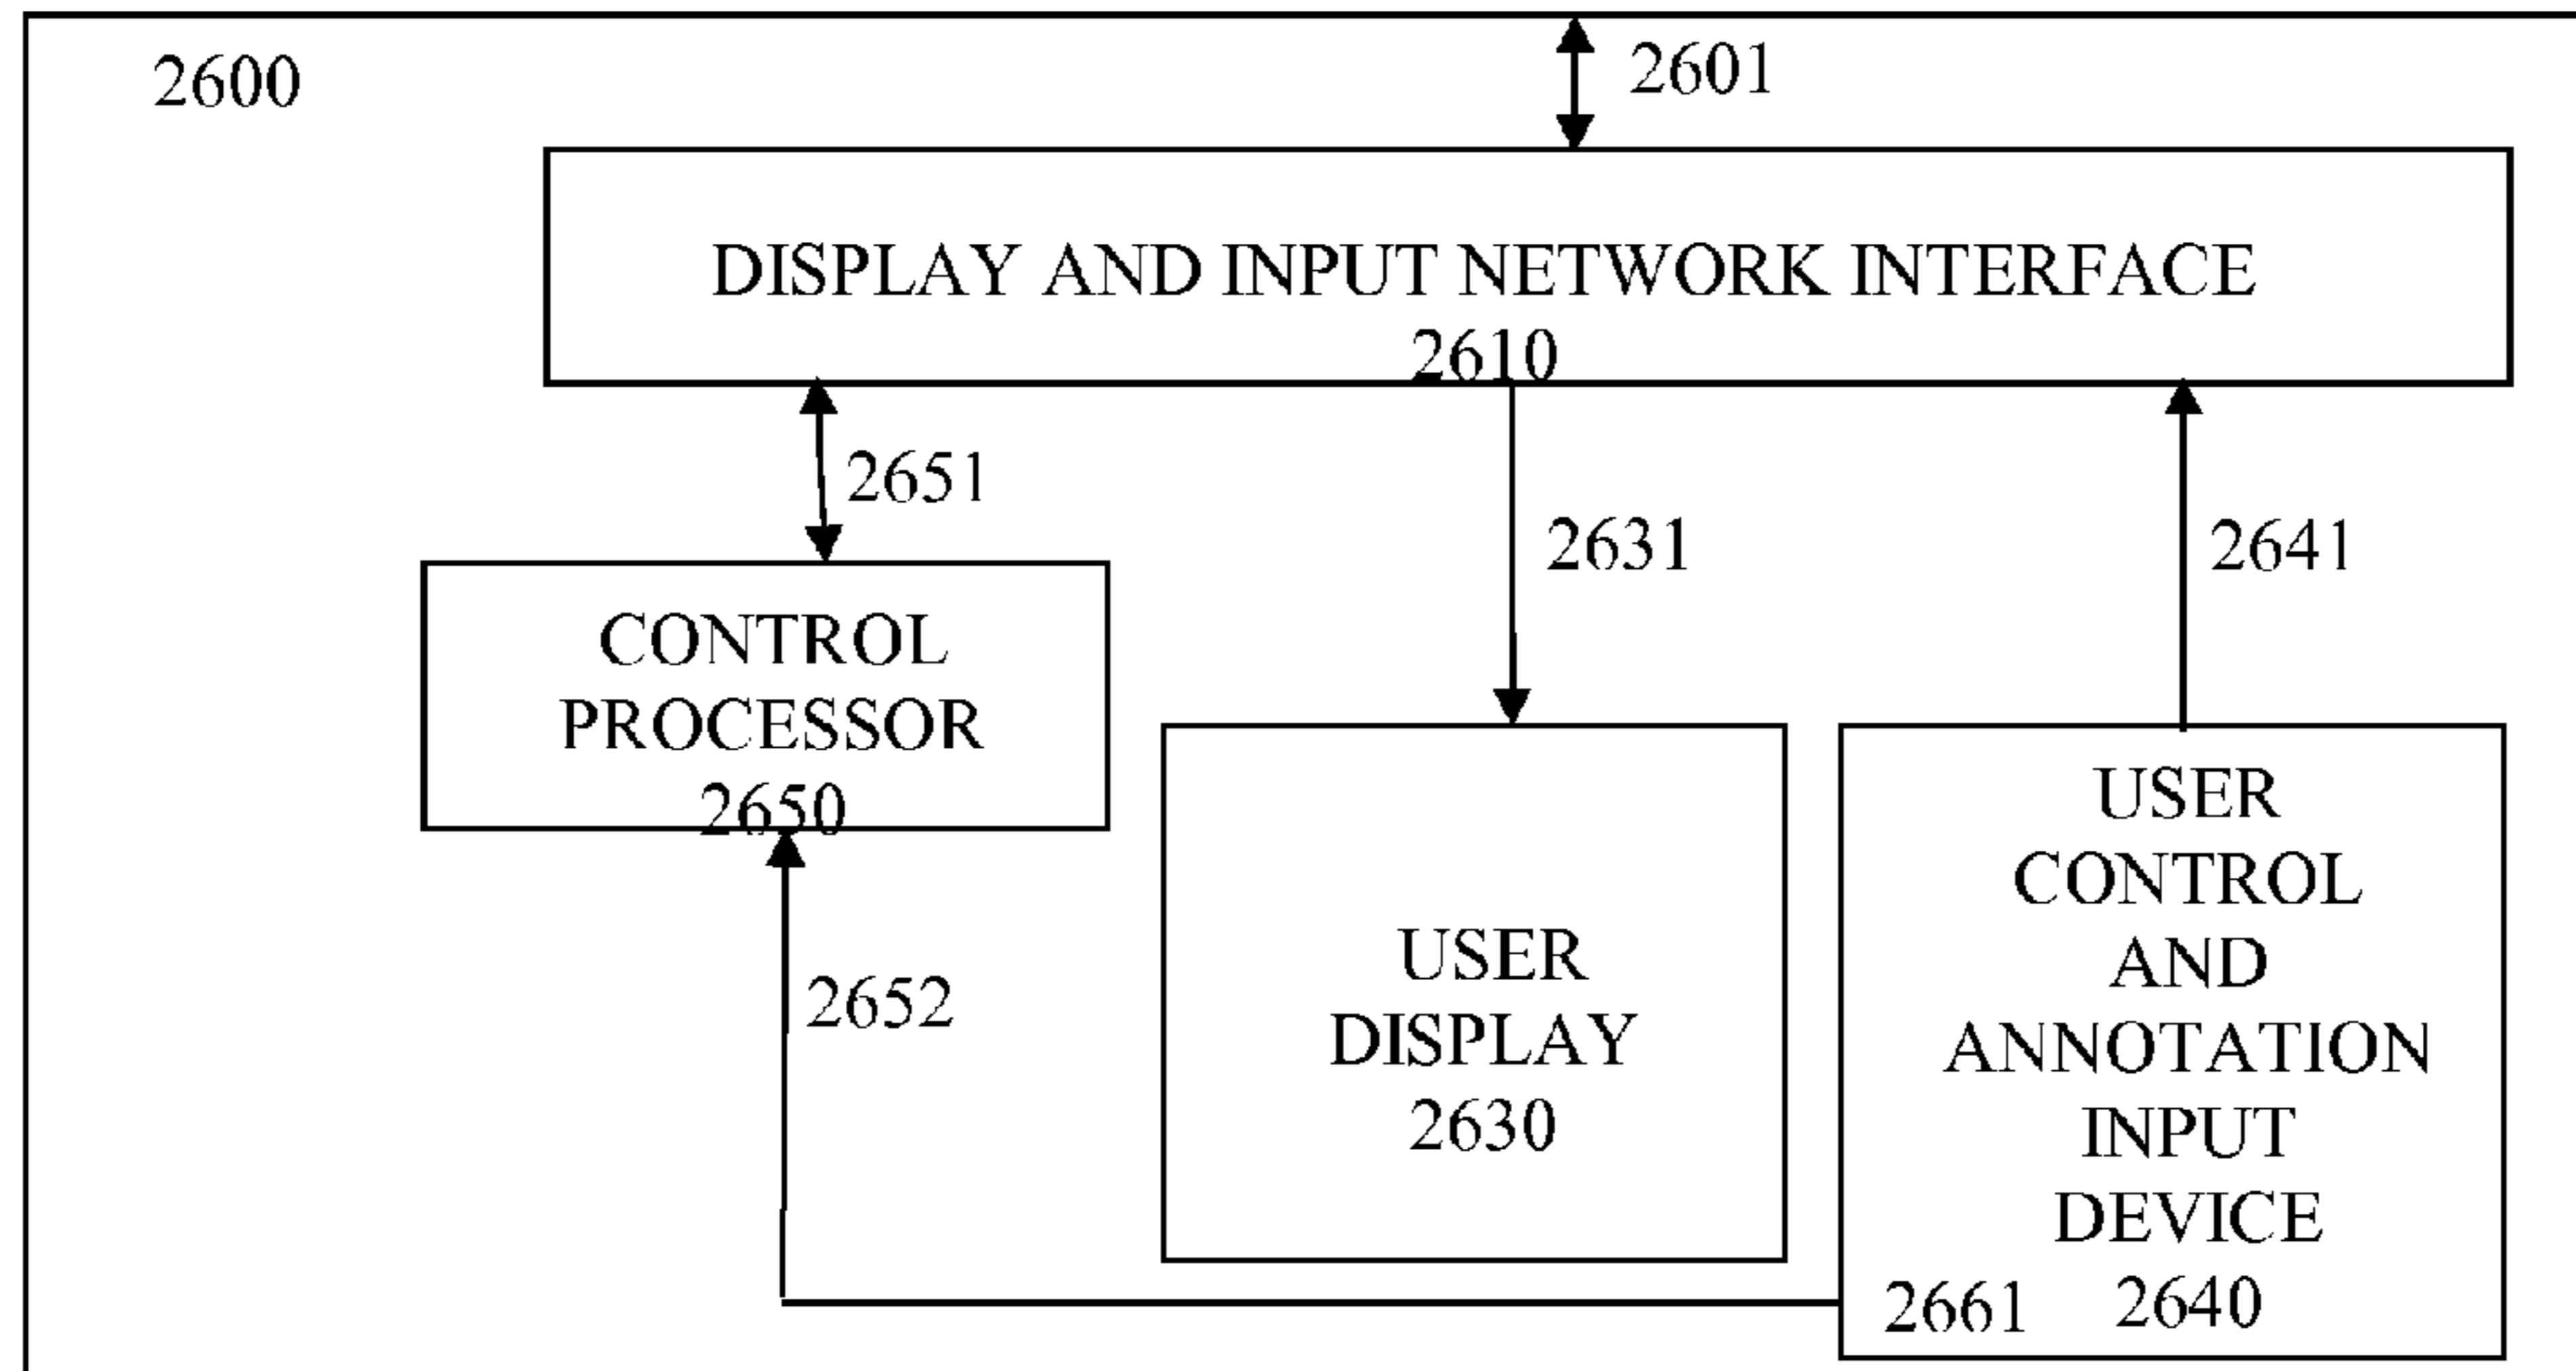 2600
2601
DISPLAY AND INPUT NETWORK INTERFACE
2610
2651
2631
2641
CONTROL
PROCESSOR
2650
2652
USER
DISPLAY
2630
USER
CONTROL
AND
ANNOTATION
INPUT
DEVICE
2661
2640